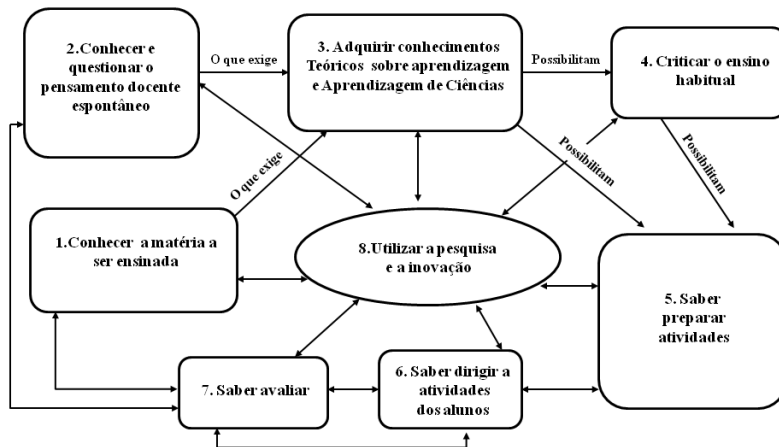 2.Conhecer e
questionar o
pensamento docente
espontâneo
O que exige
3. Adquirir conhecimentos
Teóricos sobre aprendizagem
e Aprendizagem de Ciências
Possibilitam
4. Criticar o ensino
habitual
O que exige
Possibilitam
Possibilitam
1.Conhecer a matéria a
ser ensinada
8.Utilizar a pesquisa
e a inovação
5. Saber
preparar
atividades
7. Saber avaliar
6. Saber dirigir a
atividades
dos alunos